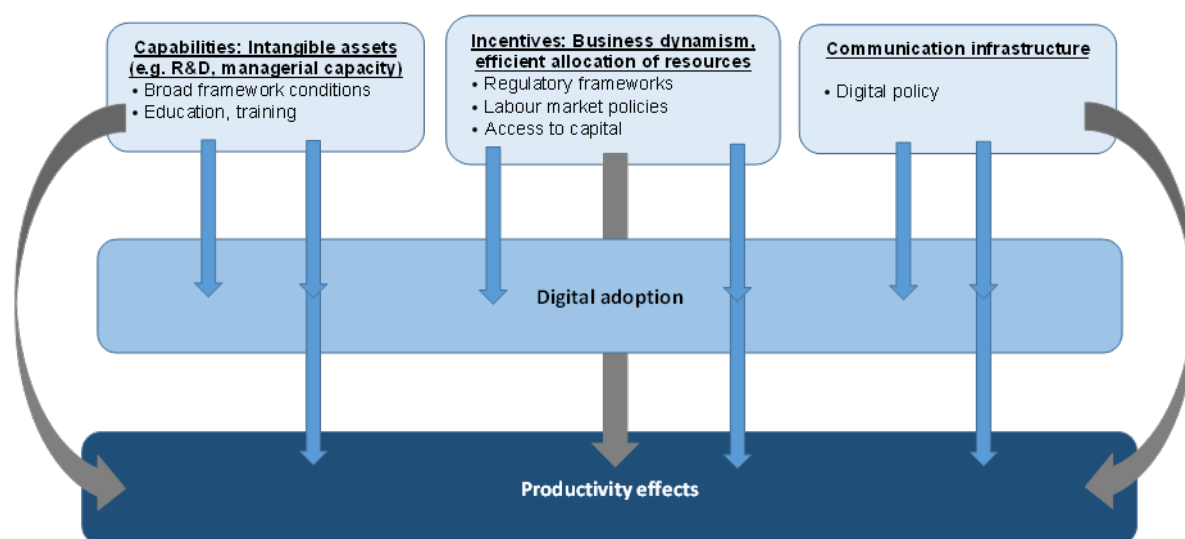 Capabilities: Intangible assets
(e.g. R&D, managerial capacity)
• Broad framework conditions
• Education, training
Incentives: Business dynamism,
efficient allocation of resources
• Regulatory frameworks
• Labour market policies
• Access to capital
Communication infrastructure
• Digital policy
Digital adoption
Productivity effects